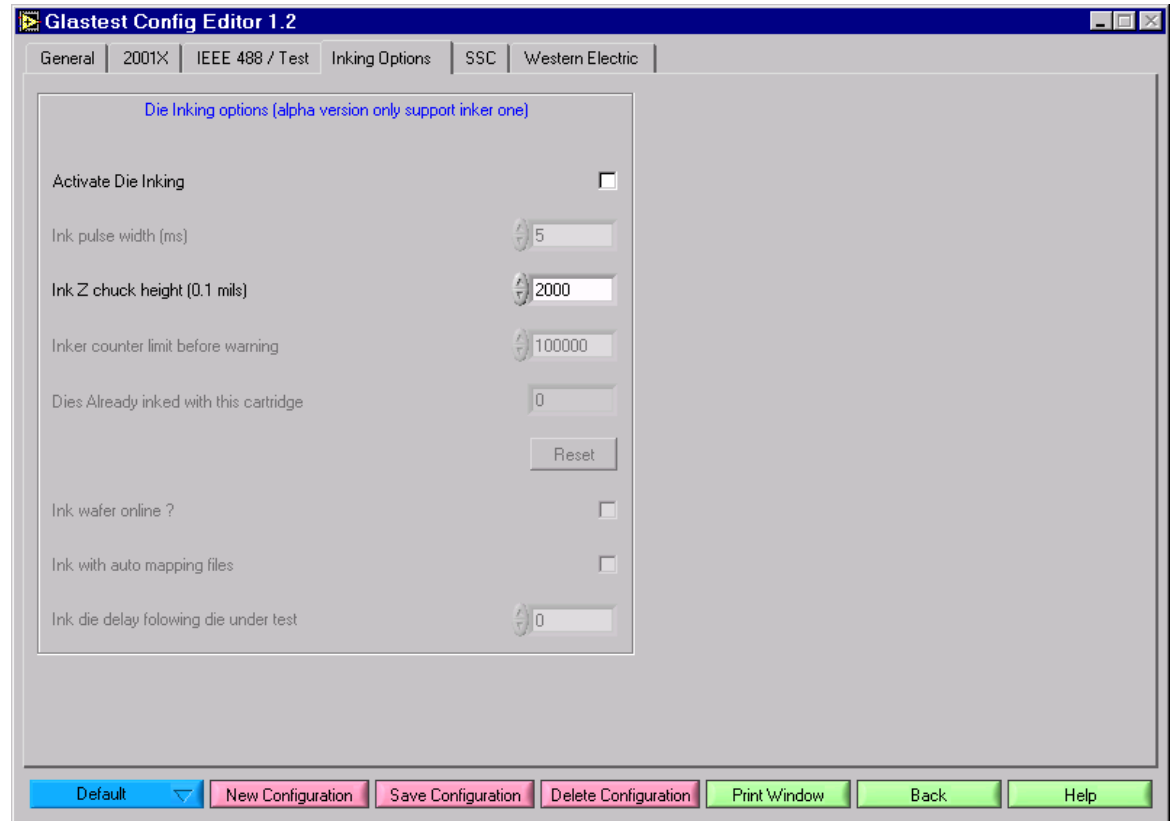 Glastest Config Editor 1.2
General 2001X IEEE 488 / Test Inking Options SSC Western Electric
Die Inking options (alpha version only support inker one)
Activate Die Inking
Ink pulse width (ms) 5
Ink Z chuck height (0.1 mils) 2000
Inker counter limit before warning 100000
Dies Already inked with this cartridge 0
Reset
Ink wafer online ?
Ink with auto mapping files
Ink die delay folowing die under test 0
Default New Configuration Save Configuration Delete Configuration Print Window Back Help